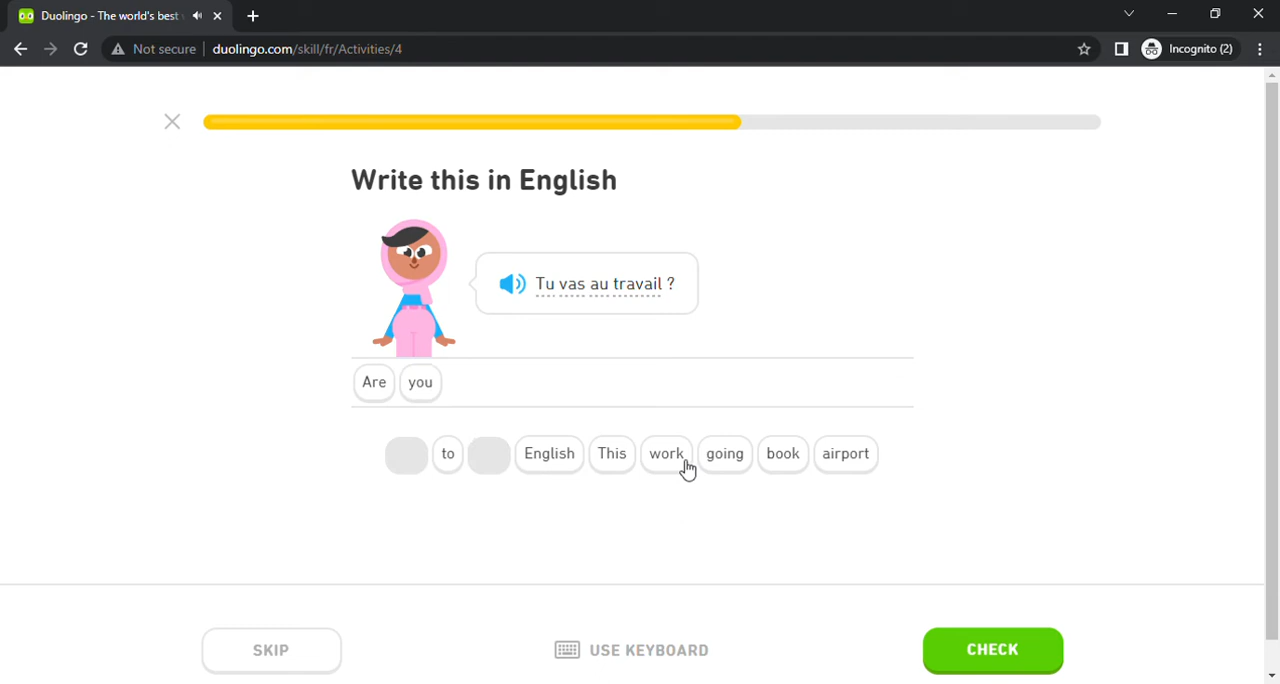 Duolingo - The world's best
Not secure duolingo.com/skill/fr/Activities/4 Incognito (2)
Write this in English
Tu vas au travail ?
Are you
to English This work going book airport
SKIP USE KEYBOARD CHECK